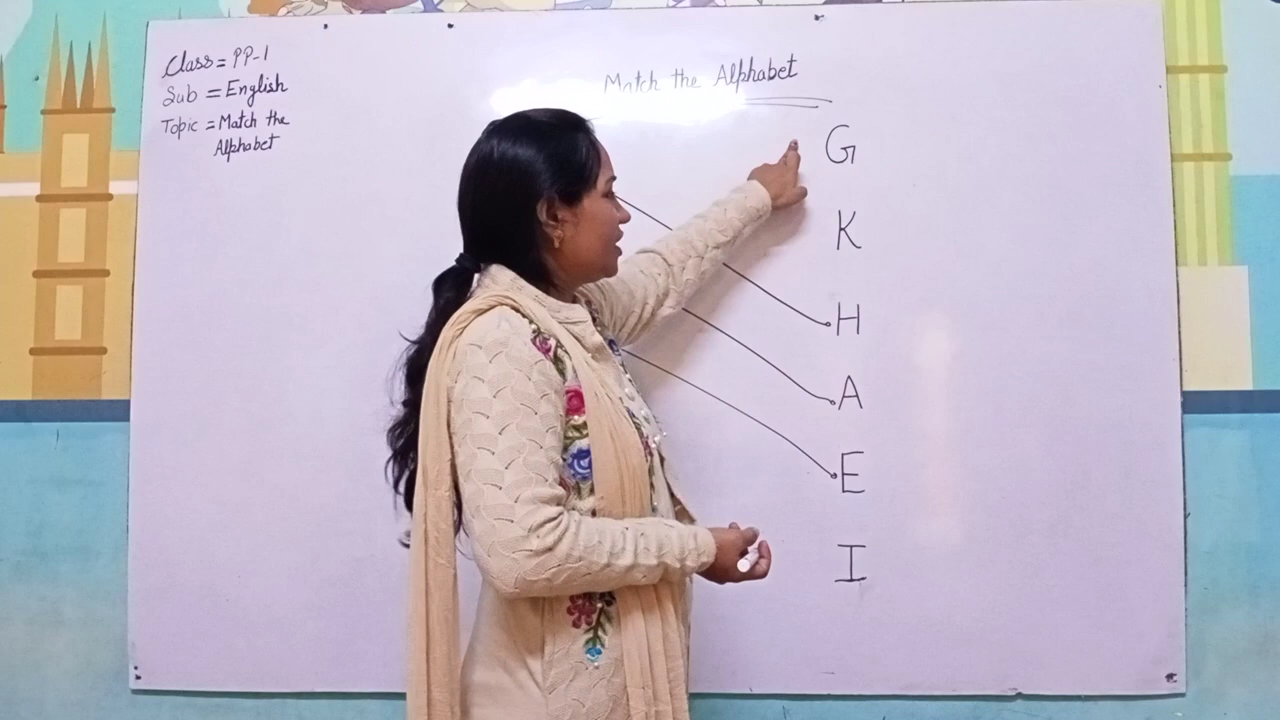 Class = PP-1
Sub = English
Topic = Match the
Alphabet
Match the Alphabet
G
K
H
A
E
I